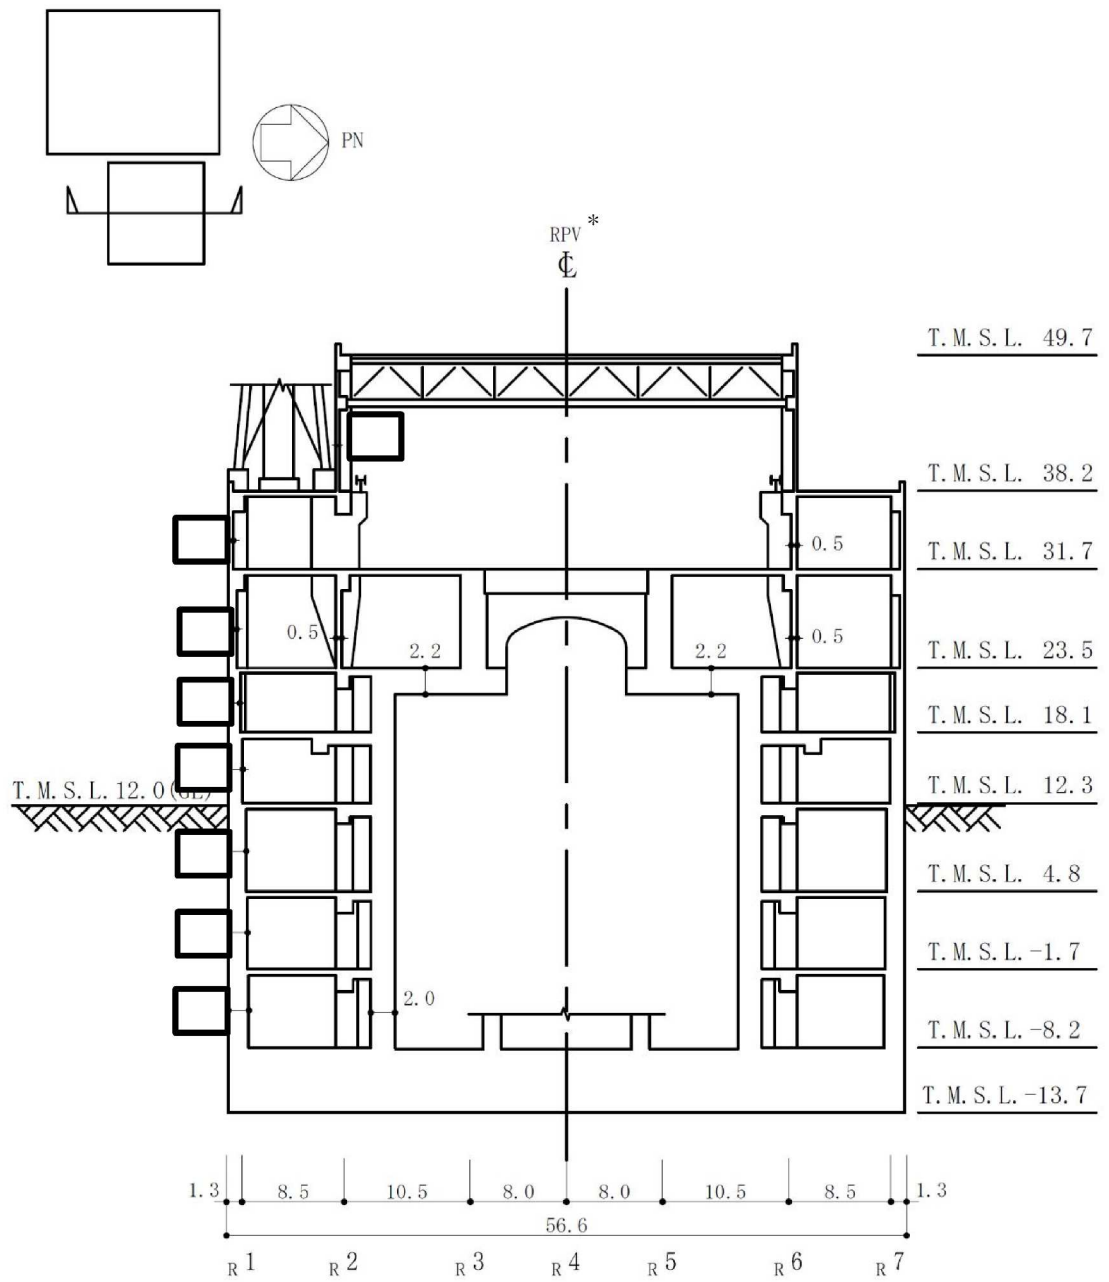 PN
RPV *
℄
T.M.S.L. 49.7
T.M.S.L. 38.2
0.5
T.M.S.L. 31.7
0.5
2.2
2.2
0.5
T.M.S.L. 23.5
T.M.S.L. 18.1
T.M.S.L.12.0(GL)
T.M.S.L. 12.3
T.M.S.L. 4.8
T.M.S.L.-1.7
2.0
T.M.S.L.-8.2
T.M.S.L.-13.7
1.3 8.5 10.5 8.0 8.0 10.5 8.5 1.3
56.6
R1 R2 R3 R4 R5 R6 R7